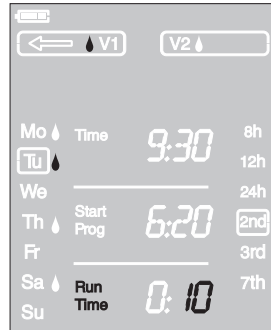 V1 V2
Mo Time 9:30 8h
Tu 12h
We 24h
Th Start Prog 6:20 2nd
Fr 3rd
Sa Run Time 0:10 7th
Su